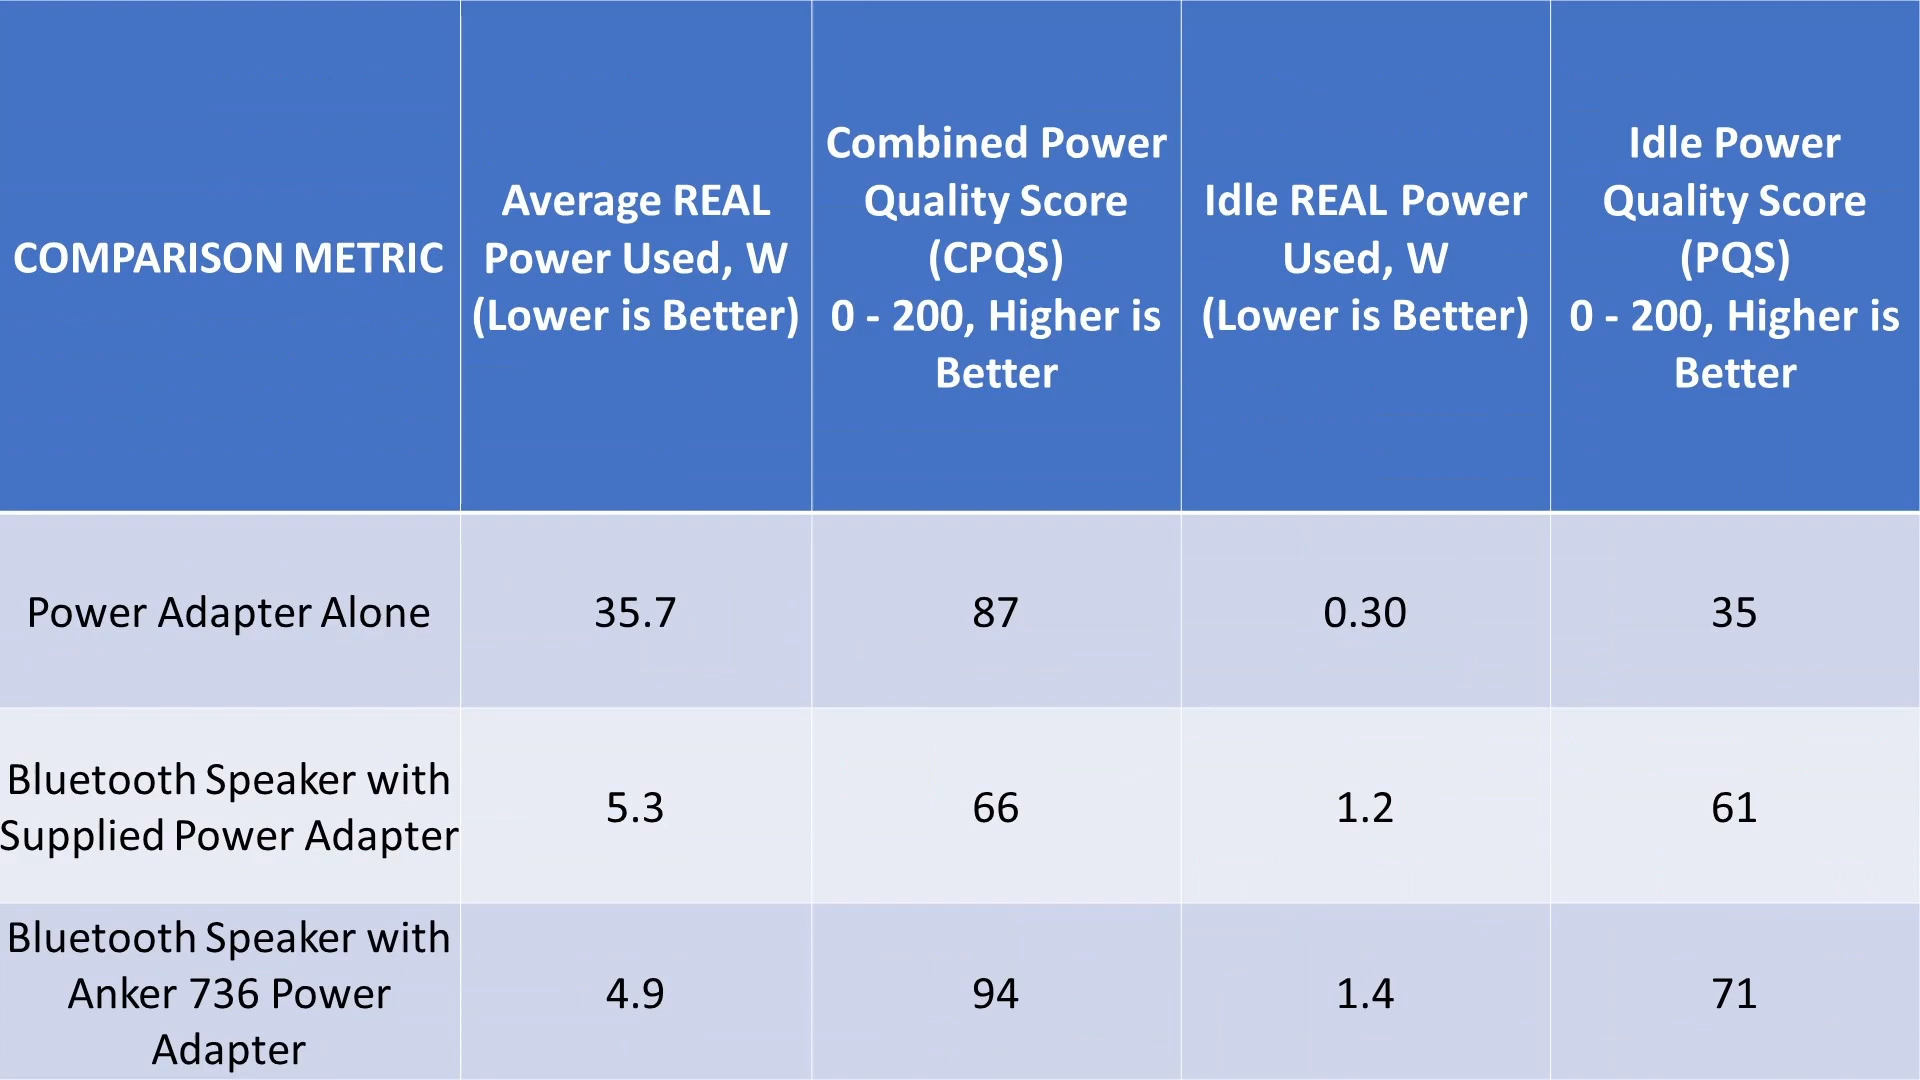 COMPARISON METRIC
Average REAL
Power Used, W
(Lower is Better)
Combined Power
Quality Score
(CPQS)
0 - 200, Higher is
Better
Idle REAL Power
Used, W
(Lower is Better)
Idle Power
Quality Score
(PQS)
0 - 200, Higher is
Better
Power Adapter Alone
35.7
87
0.30
35
Bluetooth Speaker with
Supplied Power Adapter
5.3
66
1.2
61
Bluetooth Speaker with
Anker 736 Power
Adapter
4.9
94
1.4
71